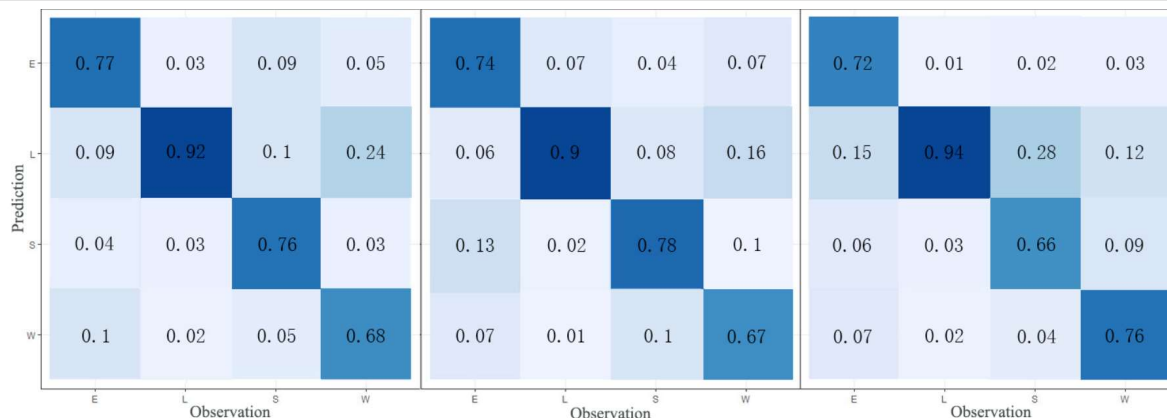 E 0.77 0.03 0.09 0.05 0.74 0.07 0.04 0.07 0.72 0.01 0.02 0.03
L 0.09 0.92 0.1 0.24 0.06 0.9 0.08 0.16 0.15 0.94 0.28 0.12
Prediction
S 0.04 0.03 0.76 0.03 0.13 0.02 0.78 0.1 0.06 0.03 0.66 0.09
W 0.1 0.02 0.05 0.68 0.07 0.01 0.1 0.67 0.07 0.02 0.04 0.76
E L S W E L S W E L S W
Observation Observation Observation